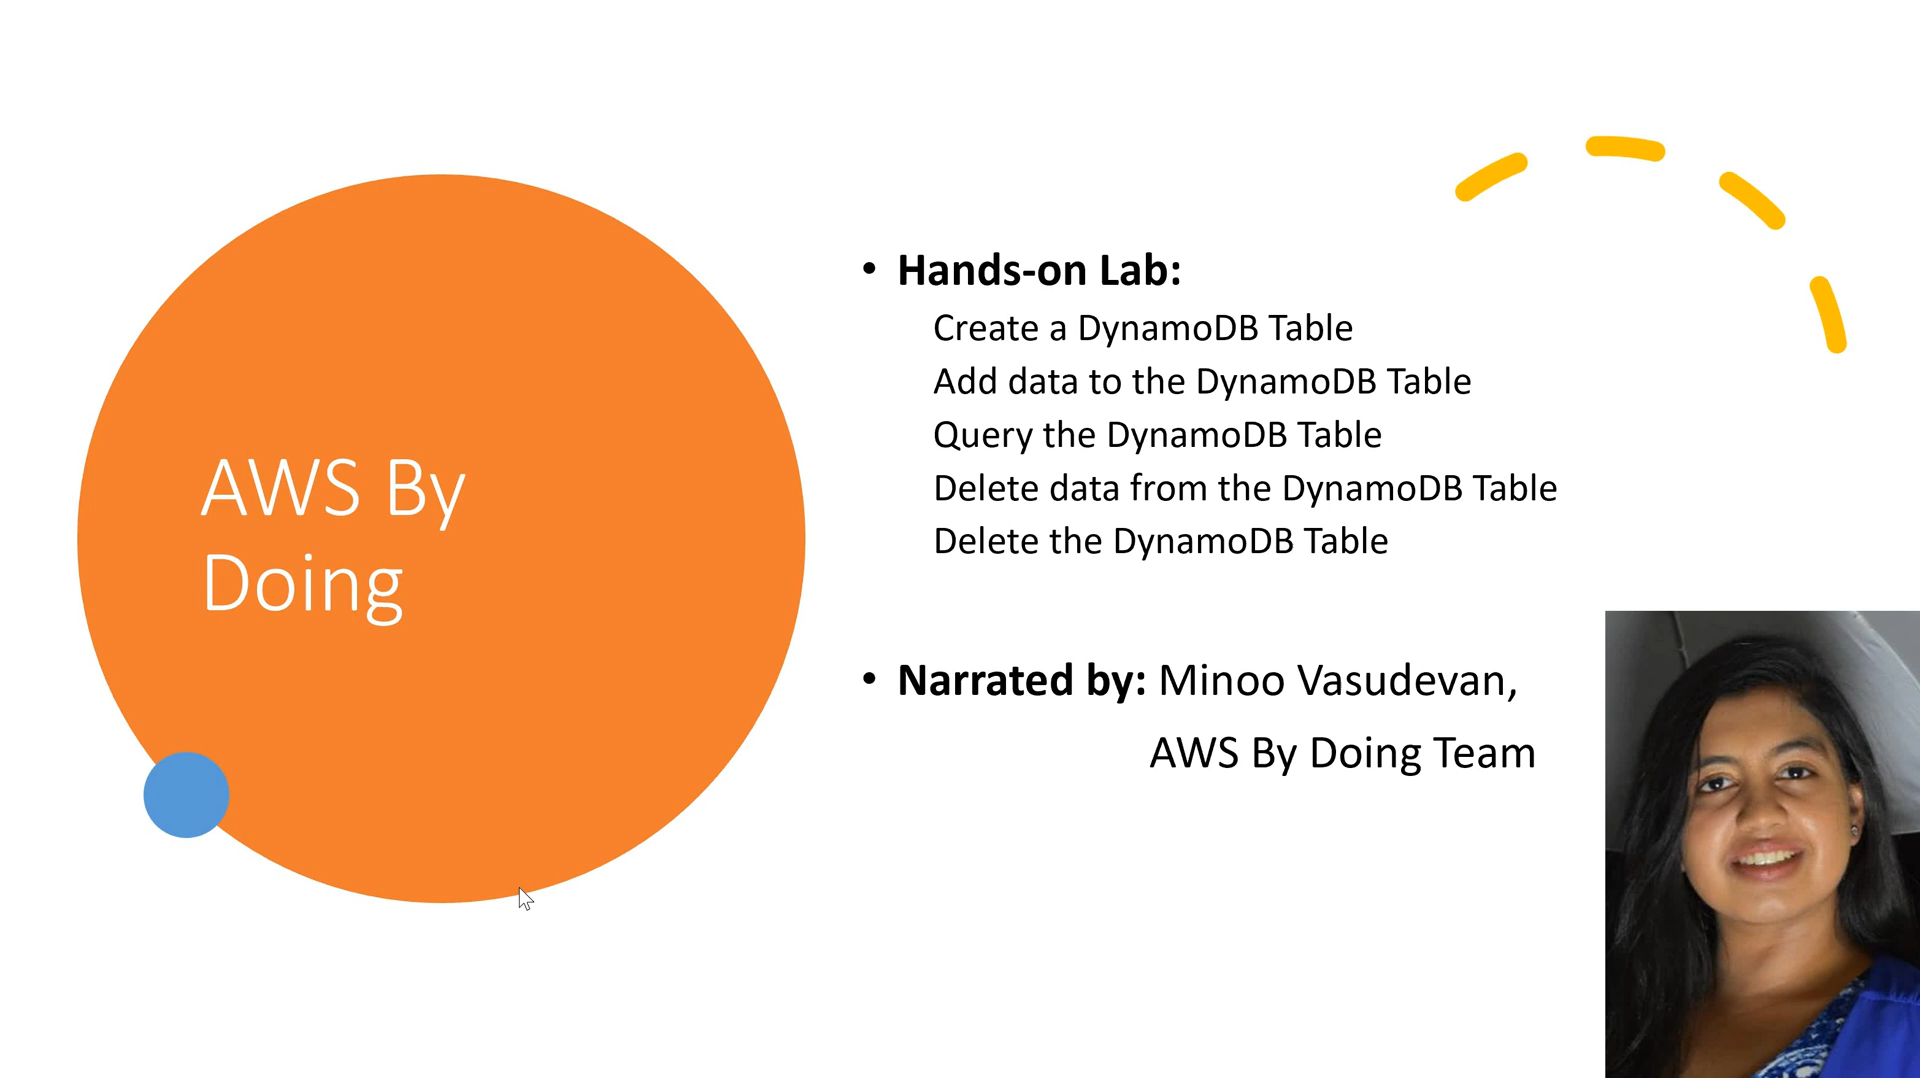 AWS By
Doing
• Hands-on Lab:
Create a DynamoDB Table
Add data to the DynamoDB Table
Query the DynamoDB Table
Delete data from the DynamoDB Table
Delete the DynamoDB Table
• Narrated by: Minoo Vasudevan,
AWS By Doing Team